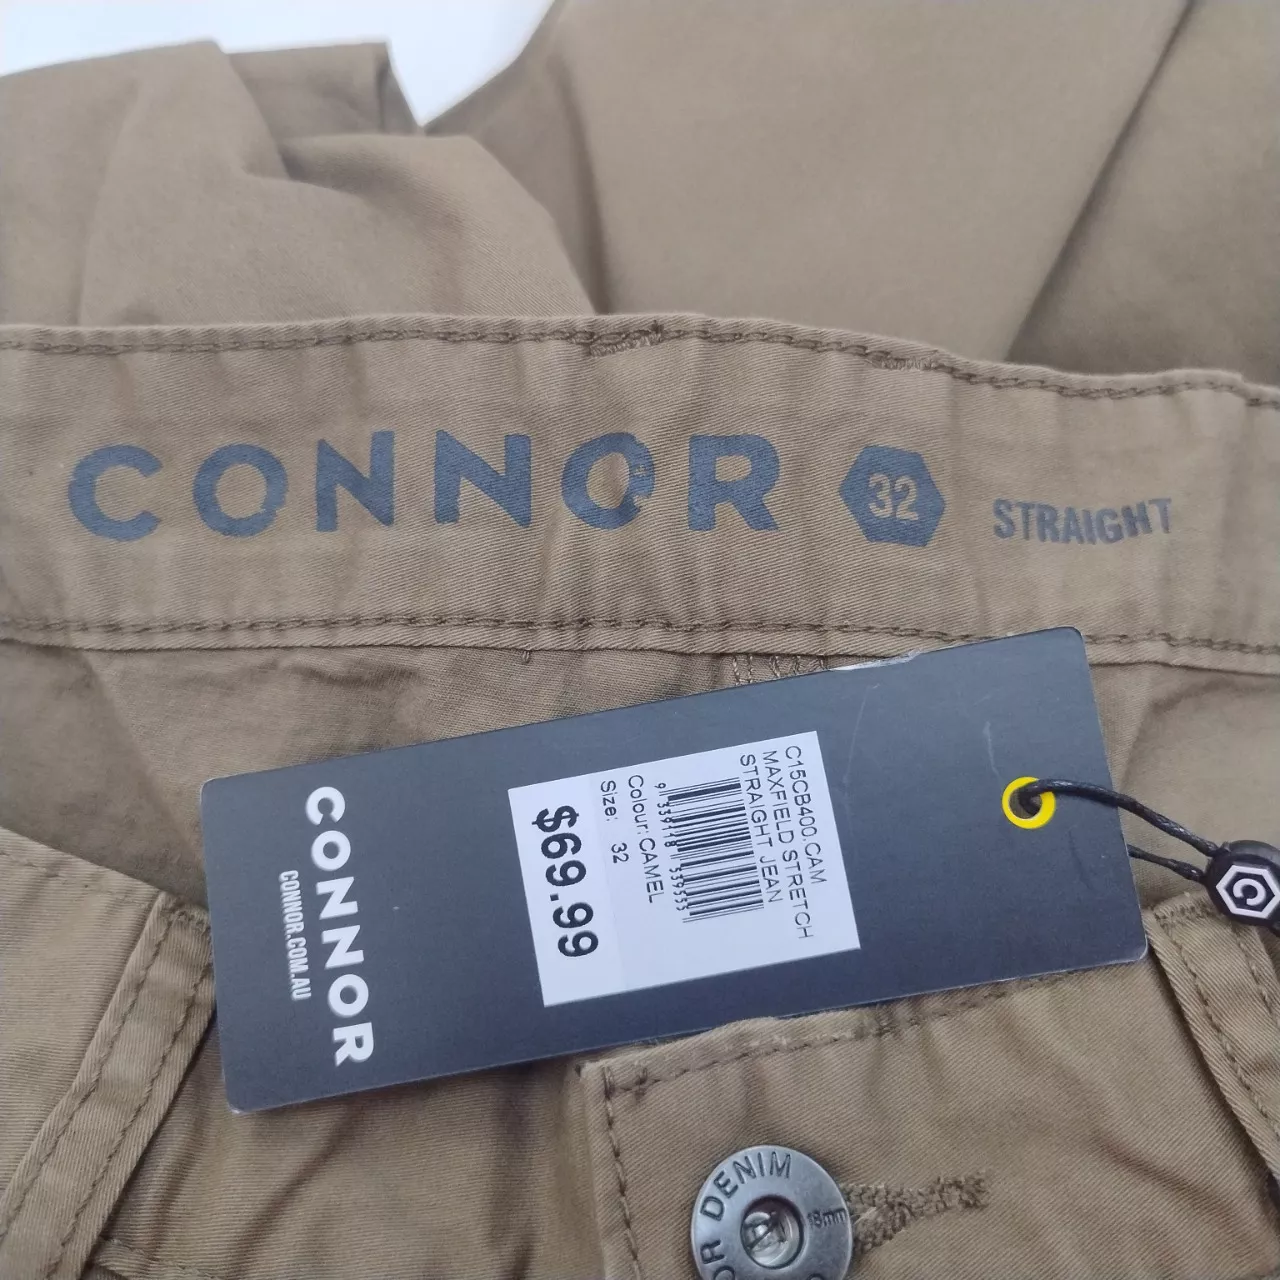 CONNOR 32 STRAIGHT
CONNOR
CONNOR.COM.AU
C15CB400.CAM
MAXFIELD STRETCH
STRAIGHT JEAN
Colour: CAMEL
Size: 32
$69.99
DENIM
18mm